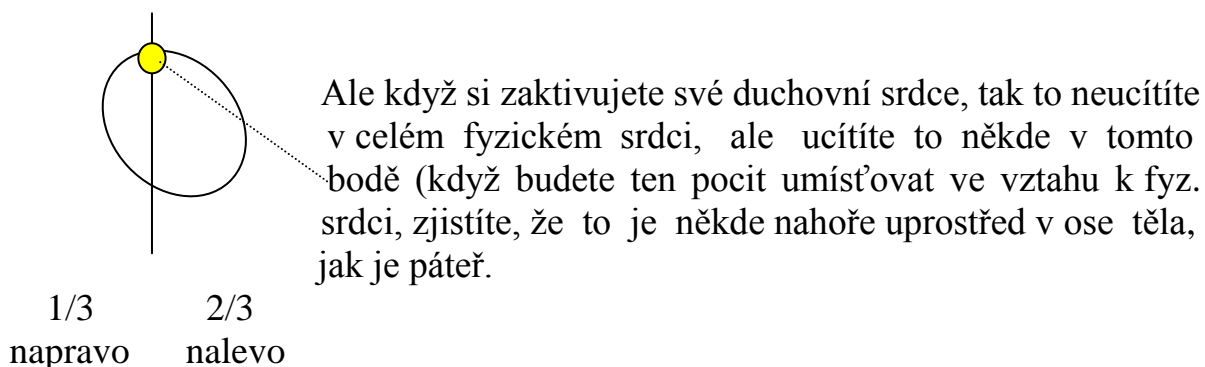 Ale když si zaktivujete své duchovní srdce, tak to neucítíte
v celém fyzickém srdci, ale ucítíte to někde v tomto
bodě (když budete ten pocit umísťovat ve vztahu k fyz.
srdci, zjistíte, že to je někde nahoře uprostřed v ose těla,
jak je páteř.
1/3 2/3
napravo nalevo